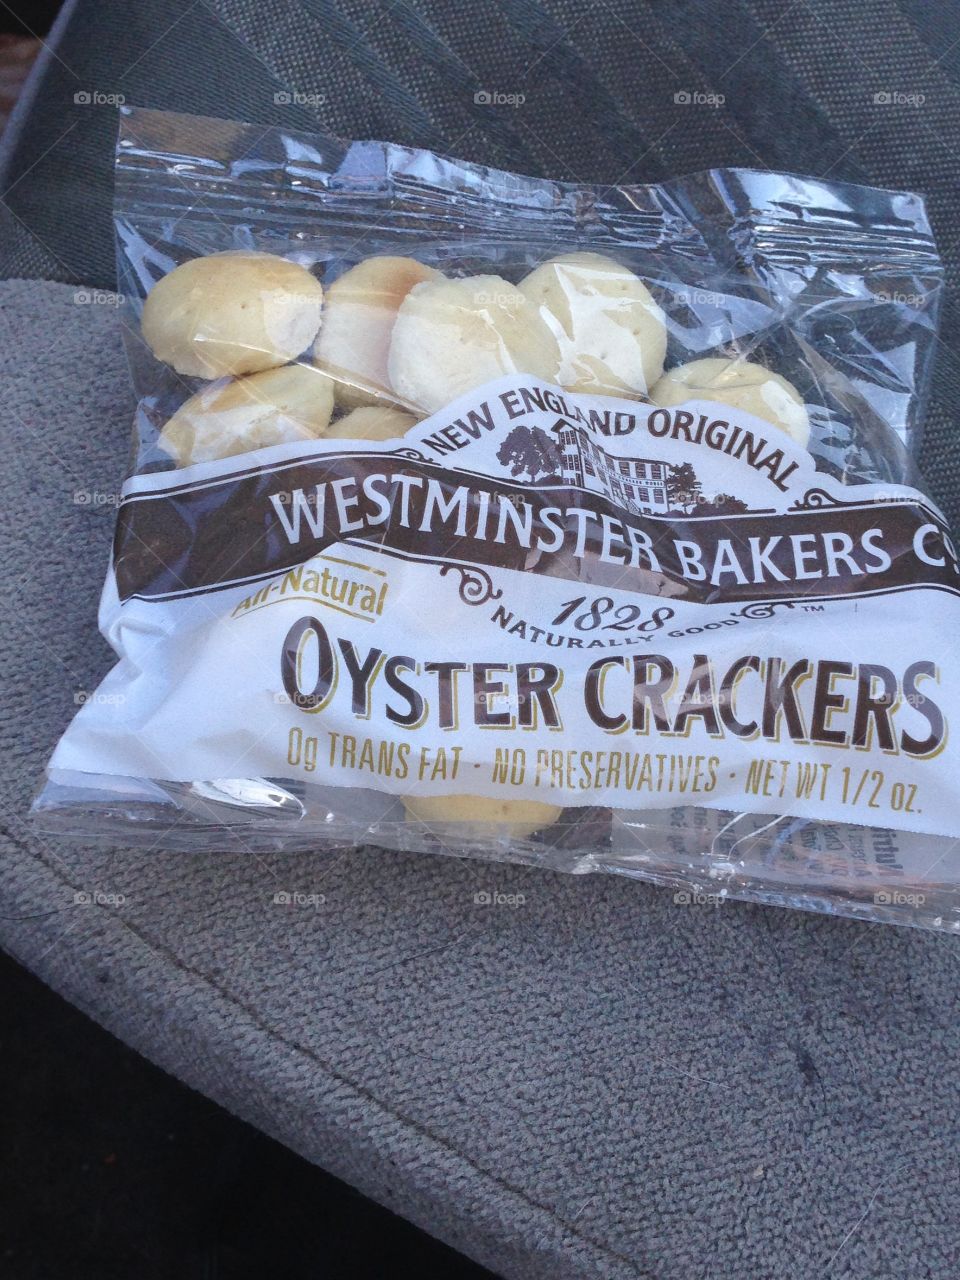 NEW ENGLAND ORIGINAL
WESTMINSTER BAKERS CO
All-Natural
1828
NATURALLY GOOD™
OYSTER CRACKERS
0g TRANS FAT · NO PRESERVATIVES · NET WT 1/2 oz.